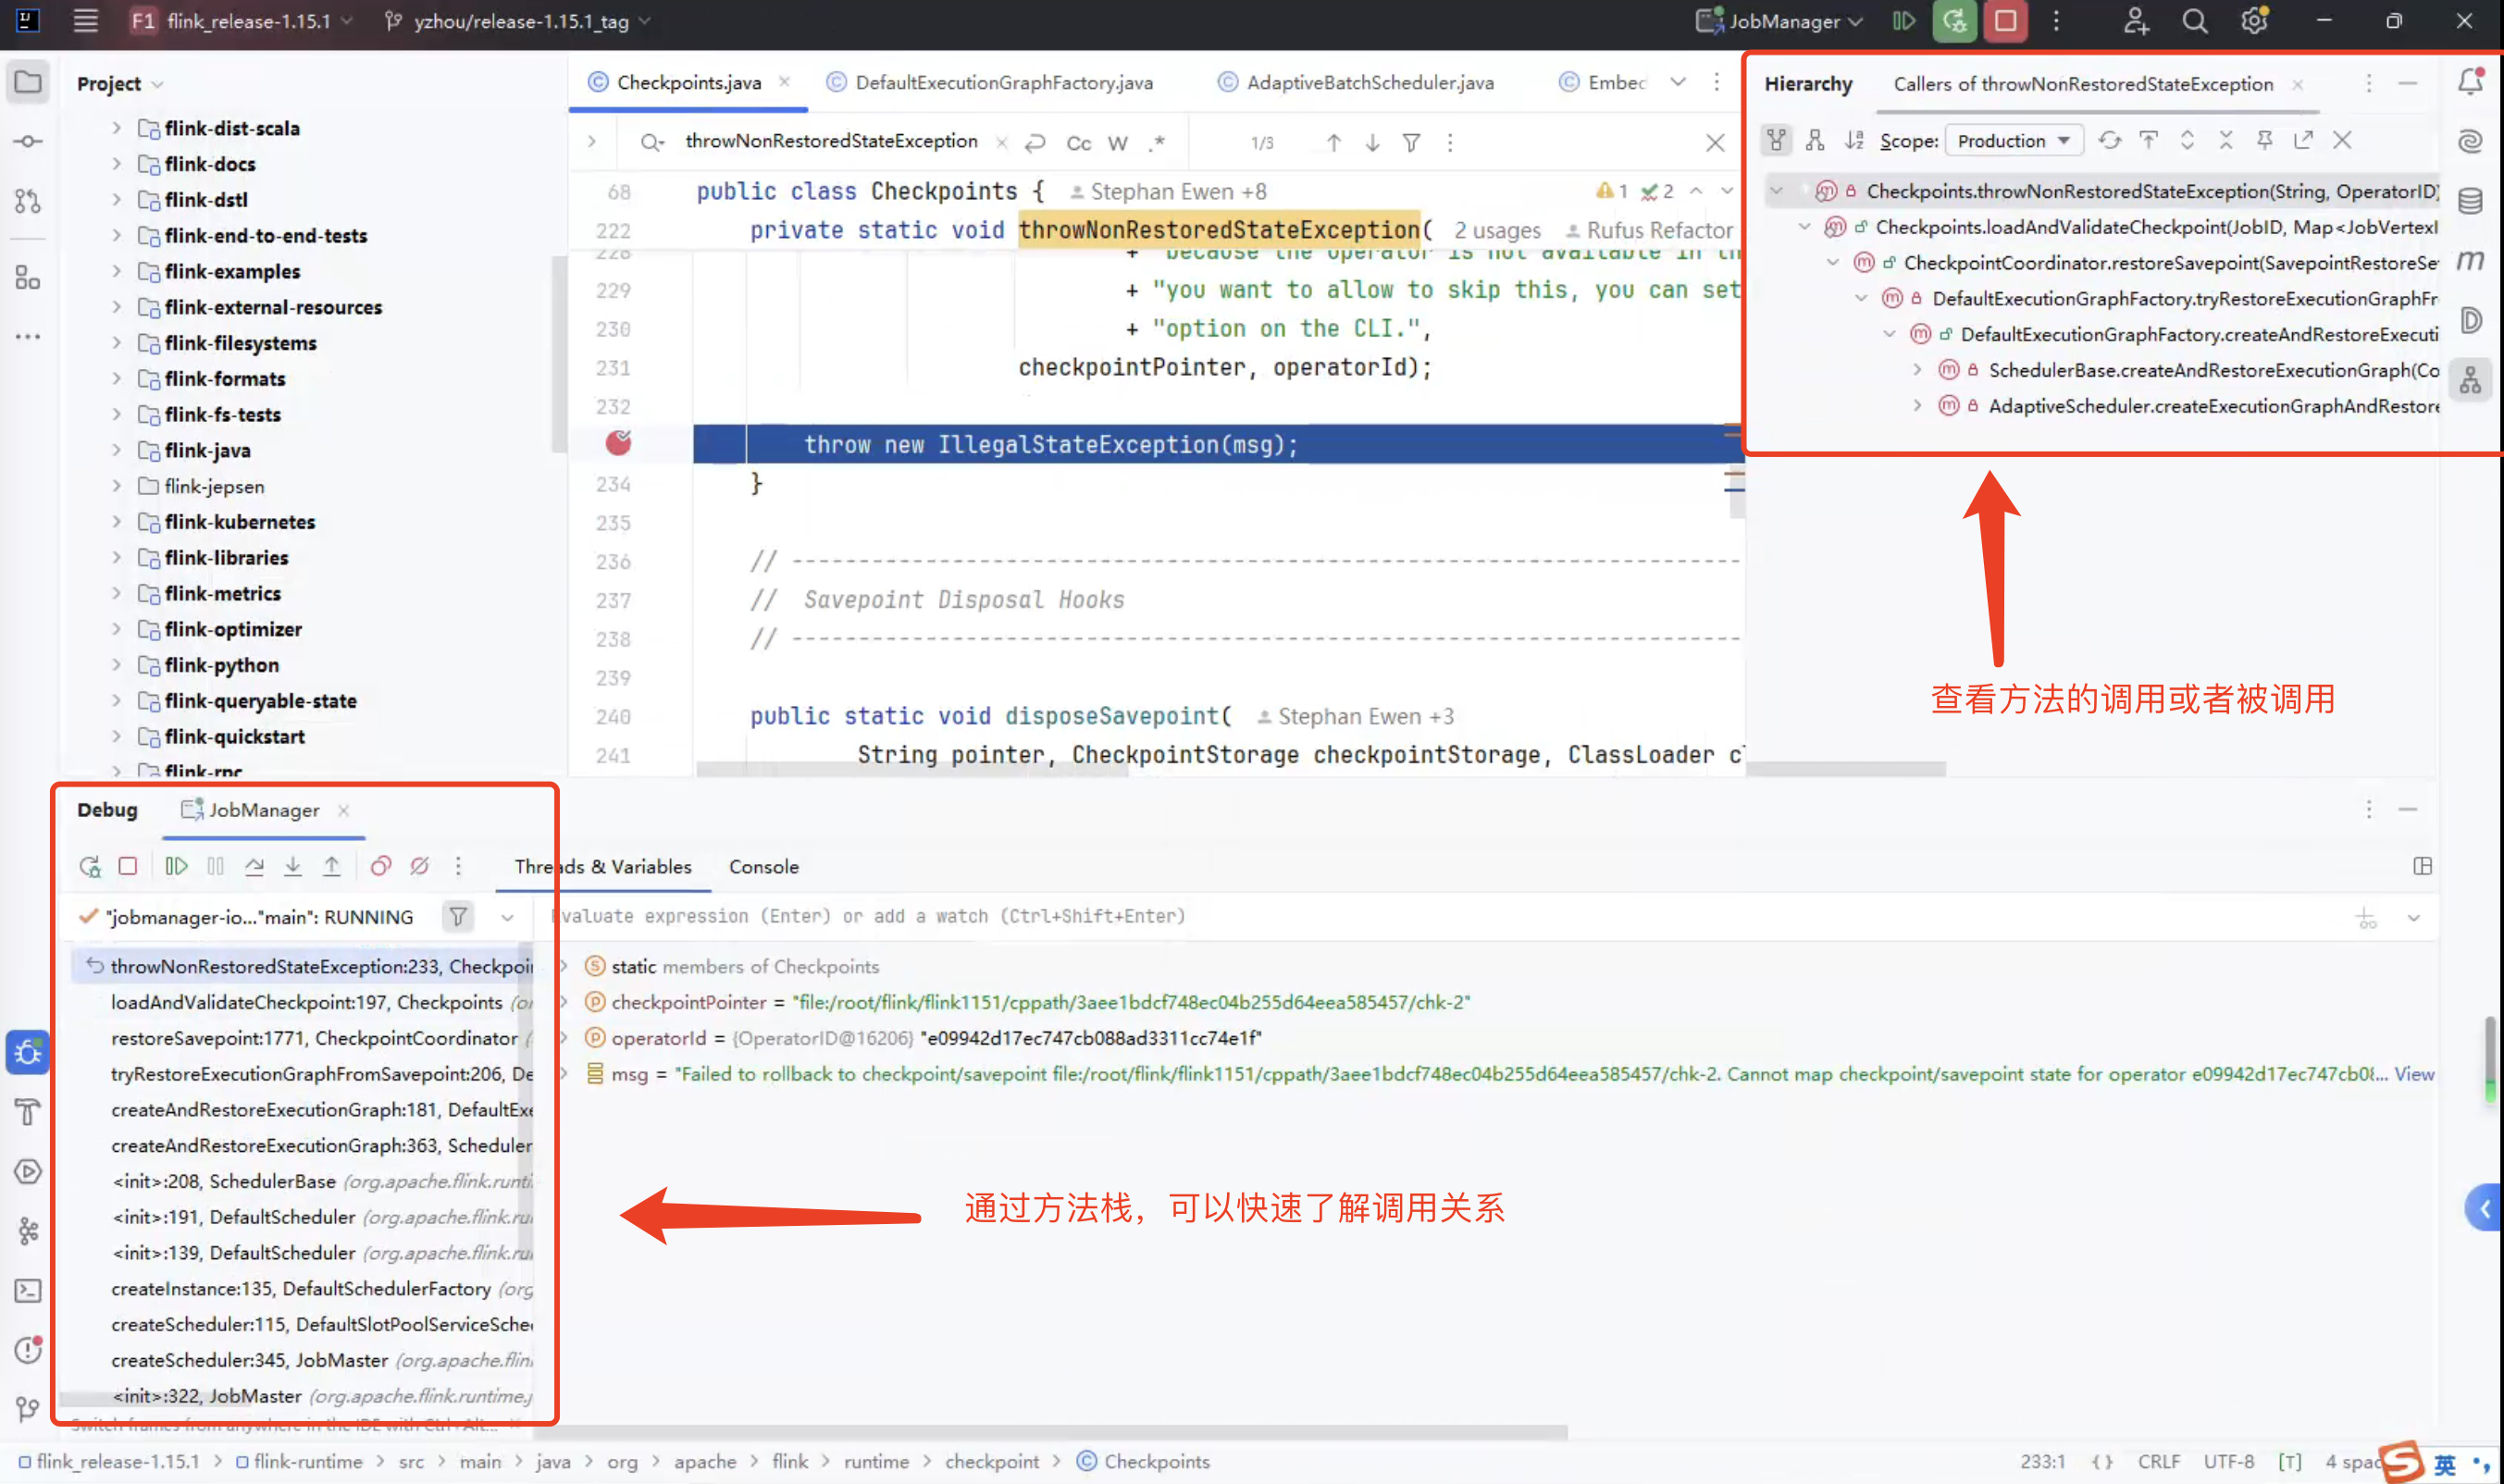 F1 flink_release-1.15.1 yzhou/release-1.15.1_tag JobManager
Project
flink-dist-scala
flink-docs
flink-dstl
flink-end-to-end-tests
flink-examples
flink-external-resources
flink-filesystems
flink-formats
flink-fs-tests
flink-java
flink-jepsen
flink-kubernetes
flink-libraries
flink-metrics
flink-optimizer
flink-python
flink-queryable-state
flink-quickstart
flink-rpc
Checkpoints.java DefaultExecutionGraphFactory.java AdaptiveBatchScheduler.java Embec
throwNonRestoredStateException Cc W .* 1/3
68 public class Checkpoints { Stephan Ewen +8 1 2
222 private static void throwNonRestoredStateException( 2 usages Rufus Refactor
228 + "because the operator is not available in th
229 + "you want to allow to skip this, you can set
230 + "option on the CLI.",
231 checkpointPointer, operatorId);
232
throw new IllegalStateException(msg);
234 }
235
236 // ----------------------------------------------------------------------
237 // Savepoint Disposal Hooks
238 // ----------------------------------------------------------------------
239
240 public static void disposeSavepoint( Stephan Ewen +3
241 String pointer, CheckpointStorage checkpointStorage, ClassLoader cl
Hierarchy Callers of throwNonRestoredStateException
Scope: Production
Checkpoints.throwNonRestoredStateException(String, OperatorID)
Checkpoints.loadAndValidateCheckpoint(JobID, Map<JobVertexI
CheckpointCoordinator.restoreSavepoint(SavepointRestoreSe
DefaultExecutionGraphFactory.tryRestoreExecutionGraphFr
DefaultExecutionGraphFactory.createAndRestoreExecuti
SchedulerBase.createAndRestoreExecutionGraph(Co
AdaptiveScheduler.createExecutionGraphAndRestore
查看方法的调用或者被调用
Debug JobManager
Threads & Variables Console
"jobmanager-io..."main": RUNNING
Evaluate expression (Enter) or add a watch (Ctrl+Shift+Enter)
throwNonRestoredStateException:233, Checkpoi
loadAndValidateCheckpoint:197, Checkpoints (or
restoreSavepoint:1771, CheckpointCoordinator (
tryRestoreExecutionGraphFromSavepoint:206, De
createAndRestoreExecutionGraph:181, DefaultExe
createAndRestoreExecutionGraph:363, Scheduler
<init>:208, SchedulerBase (org.apache.flink.runti
<init>:191, DefaultScheduler (org.apache.flink.ru
<init>:139, DefaultScheduler (org.apache.flink.ru
createInstance:135, DefaultSchedulerFactory (org
createScheduler:115, DefaultSlotPoolServiceSche
createScheduler:345, JobMaster (org.apache.flin
<init>:322, JobMaster (org.apache.flink.runtime.j
Switch frames from anywhere in the IDE with Ctrl+Alt...
static members of Checkpoints
checkpointPointer = "file:/root/flink/flink1151/cppath/3aee1bdcf748ec04b255d64eea585457/chk-2"
operatorId = {OperatorID@16206} "e09942d17ec747cb088ad3311cc74e1f"
msg = "Failed to rollback to checkpoint/savepoint file:/root/flink/flink1151/cppath/3aee1bdcf748ec04b255d64eea585457/chk-2. Cannot map checkpoint/savepoint state for operator e09942d17ec747cb08... View
通过方法栈，可以快速了解调用关系
flink_release-1.15.1 > flink-runtime > src > main > java > org > apache > flink > runtime > checkpoint > Checkpoints
233:1 {} CRLF UTF-8 [T] 4 spac
英